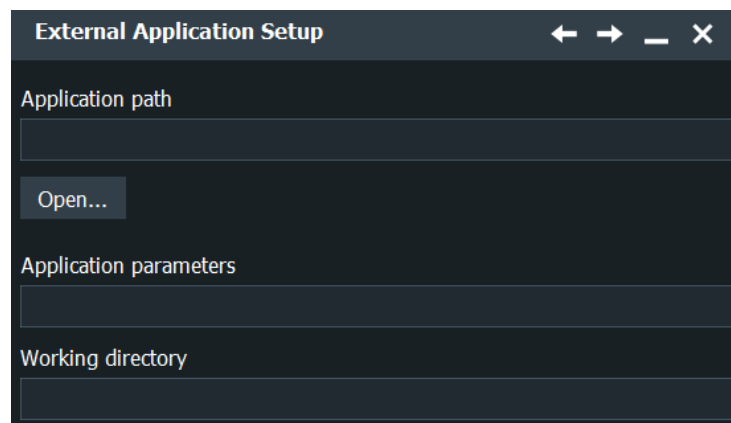 External Application Setup
Application path
Open...
Application parameters
Working directory